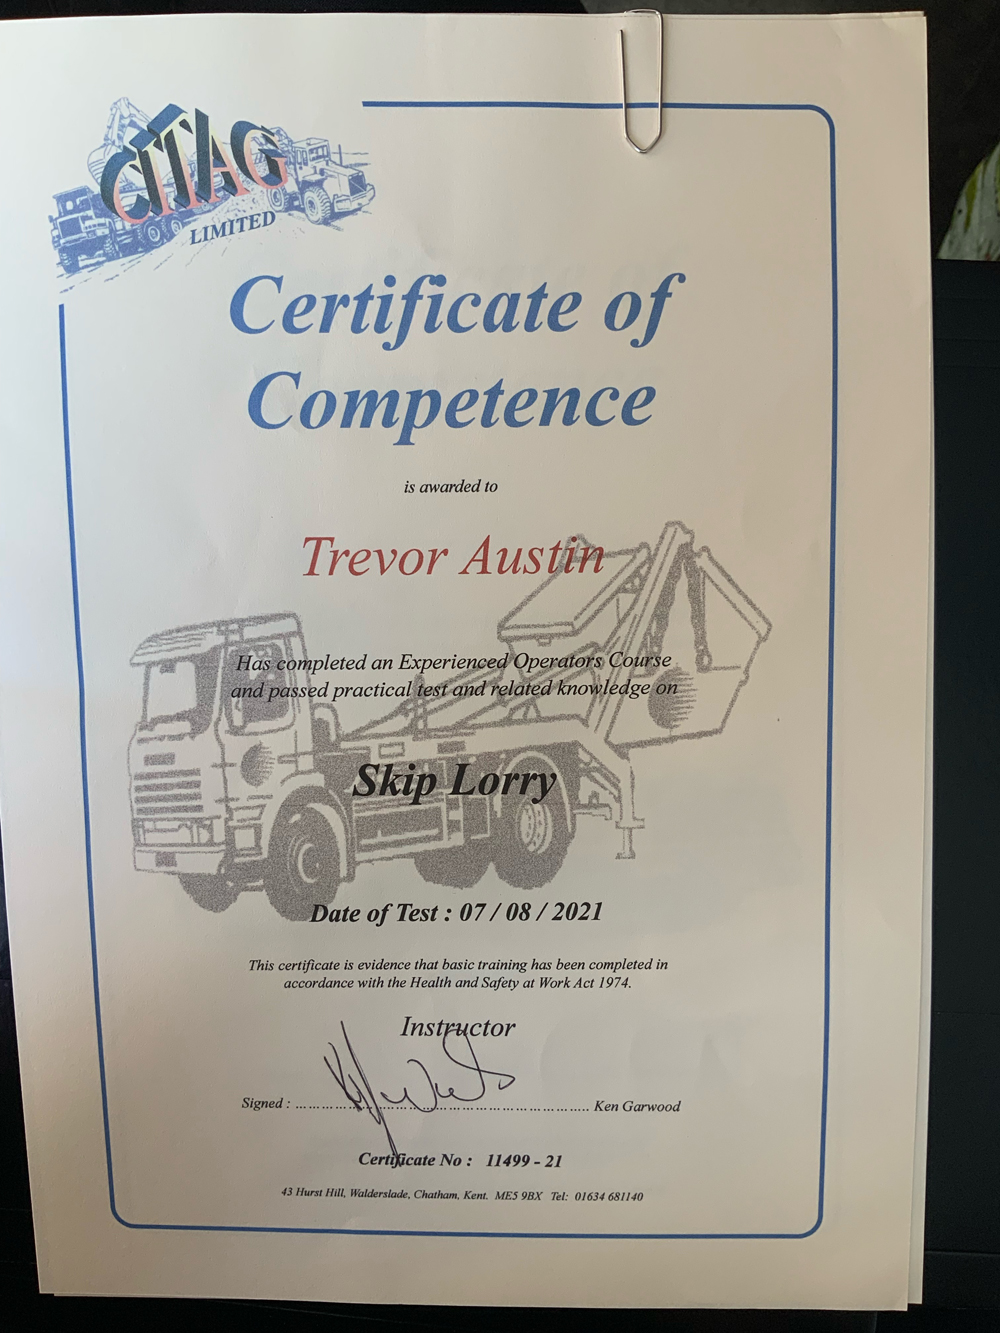 CITAG
LIMITED
Certificate of
Competence
is awarded to
Trevor Austin
Has completed an Experienced Operators Course
and passed practical test and related knowledge on
Skip Lorry
Date of Test : 07 / 08 / 2021
This certificate is evidence that basic training has been completed in
accordance with the Health and Safety at Work Act 1974.
Instructor
Signed : ................................................................ Ken Garwood
Certificate No : 11499 - 21
43 Hurst Hill, Walderslade, Chatham, Kent. ME5 9BX Tel: 01634 681140